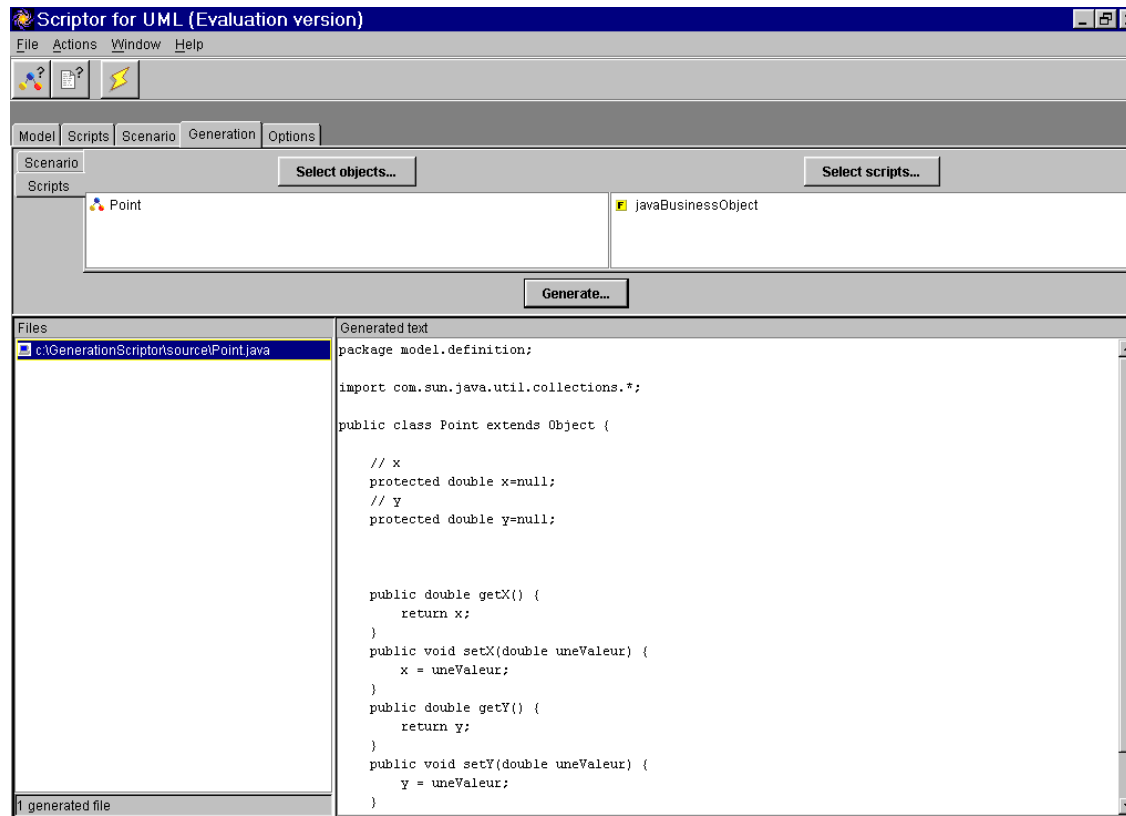 Scriptor for UML (Evaluation version)
File Actions Window Help
Model Scripts Scenario Generation Options
Scenario
Scripts
Select objects...
Select scripts...
Point
javaBusinessObject
Generate...
Files
c:\GenerationScriptor\source\Point.java
1 generated file
Generated text
package model.definition;
import com.sun.java.util.collections.*;
public class Point extends Object {
// x
protected double x=null;
// y
protected double y=null;
public double getX() {
return x;
}
public void setX(double uneValeur) {
x = uneValeur;
}
public double getY() {
return y;
}
public void setY(double uneValeur) {
y = uneValeur;
}